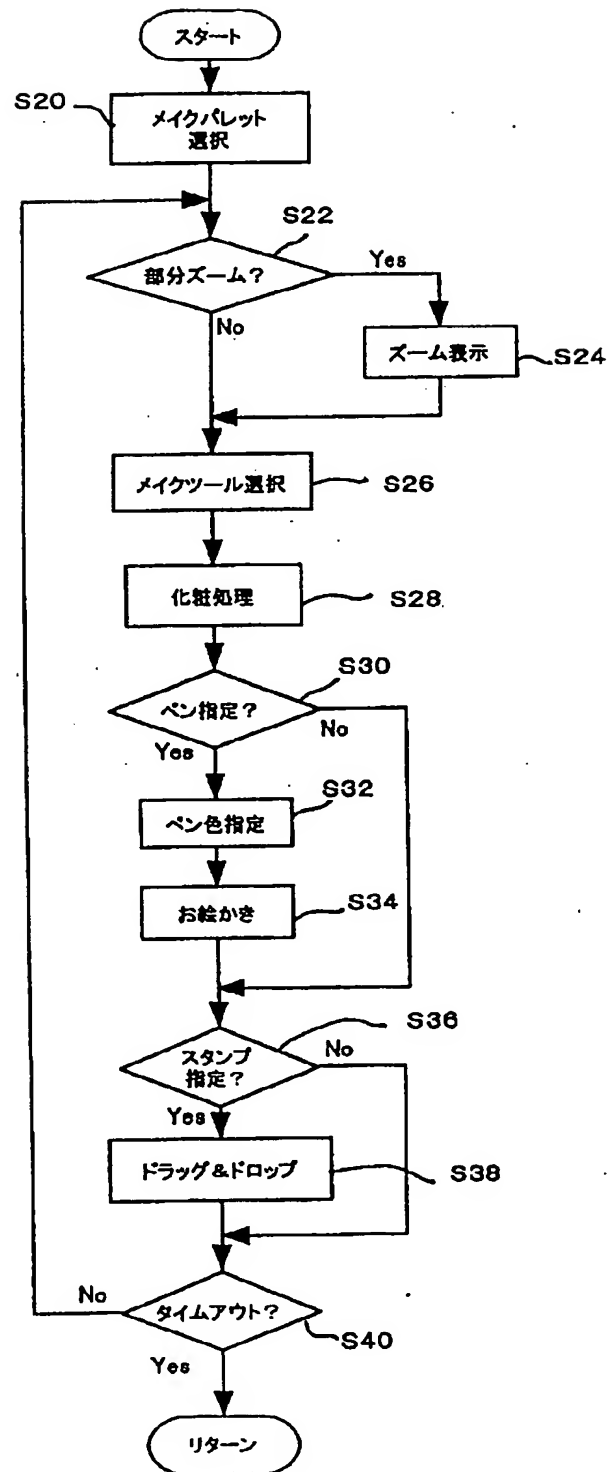 スタート
S20
メイクパレット
選択
S22
部分ズーム?
Yes
No
ズーム表示
S24
メイクツール選択
S26
化粧処理
S28
S30
ペン指定?
No
Yes
S32
ペン色指定
S34
お絵かき
S36
スタンプ
指定?
No
Yes
ドラッグ&ドロップ
S38
No
タイムアウト?
S40
Yes
リターン